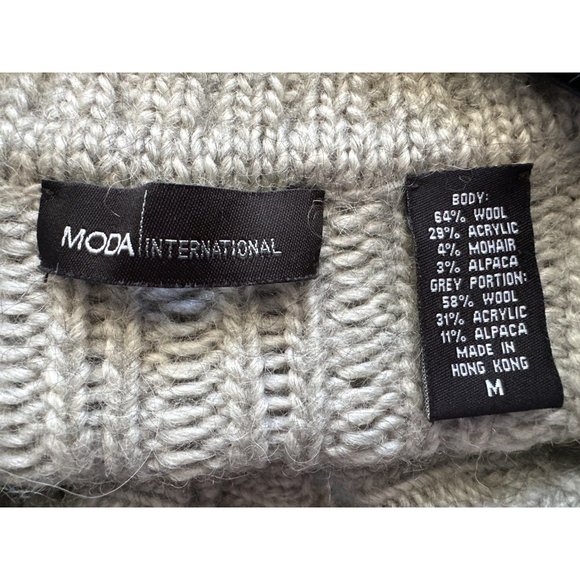 MODA INTERNATIONAL
BODY:
64% WOOL
29% ACRYLIC
4% MOHAIR
3% ALPACA
GREY PORTION:
58% WOOL
31% ACRYLIC
11% ALPACA
MADE IN
HONG KONG
M